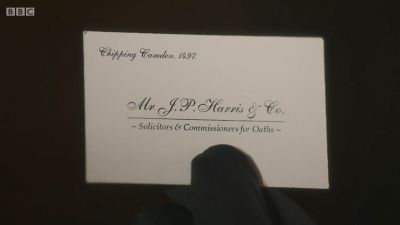 BBC
Chipping Camden. 1497.
Mr J.P. Harris & Co.
~ Solicitors & Commissioners for Oaths ~